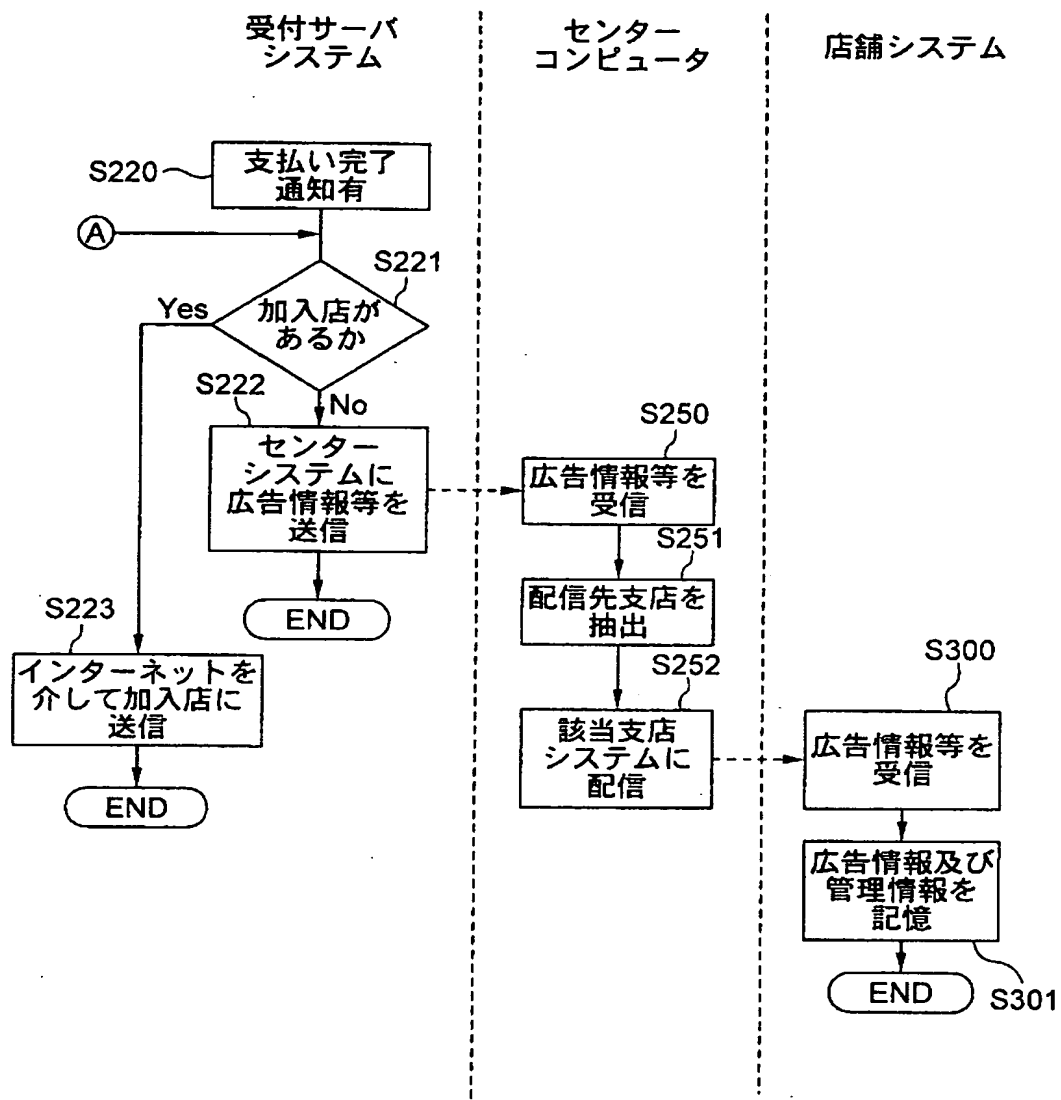 受付サーバ
システム
センター
コンピュータ
店舗システム
S220
支払い完了
通知有
A
S221
加入店が
あるか
Yes
No
S222
センター
システムに
広告情報等を
送信
END
S223
インターネットを
介して加入店に
送信
END
S250
広告情報等を
受信
S251
配信先支店を
抽出
S252
該当支店
システムに
配信
S300
広告情報等を
受信
広告情報及び
管理情報を
記憶
S301
END